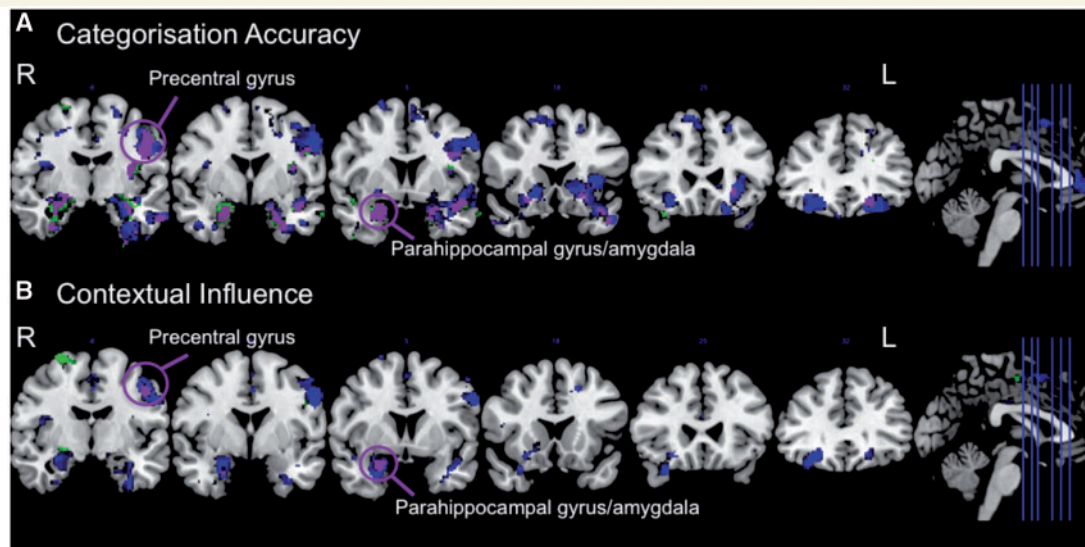 A Categorisation Accuracy
R L
Precentral gyrus
Parahippocampal gyrus/amygdala
B Contextual Influence
R L
Precentral gyrus
Parahippocampal gyrus/amygdala